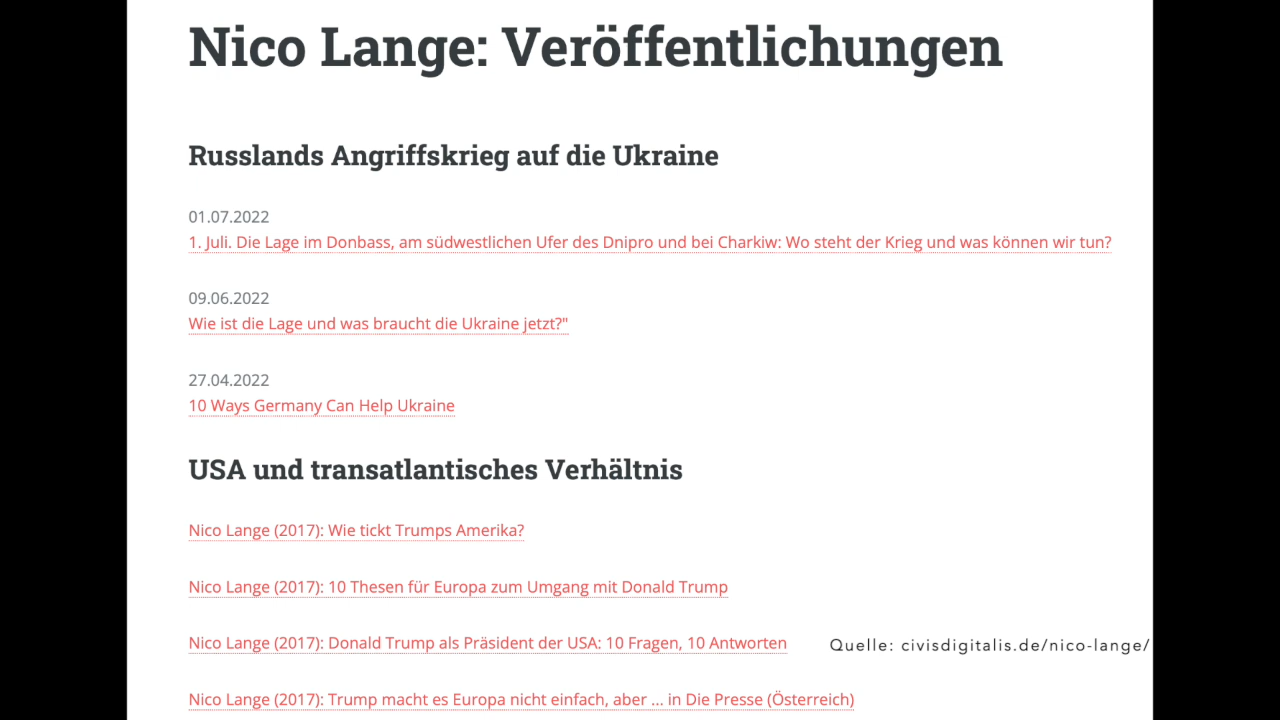 Nico Lange: Veröffentlichungen
Russlands Angriffskrieg auf die Ukraine
01.07.2022
1. Juli. Die Lage im Donbass, am südwestlichen Ufer des Dnipro und bei Charkiw: Wo steht der Krieg und was können wir tun?
09.06.2022
Wie ist die Lage und was braucht die Ukraine jetzt?"
27.04.2022
10 Ways Germany Can Help Ukraine
USA und transatlantisches Verhältnis
Nico Lange (2017): Wie tickt Trumps Amerika?
Nico Lange (2017): 10 Thesen für Europa zum Umgang mit Donald Trump
Nico Lange (2017): Donald Trump als Präsident der USA: 10 Fragen, 10 Antworten
Quelle: civisdigitalis.de/nico-lange/
Nico Lange (2017): Trump macht es Europa nicht einfach, aber ... in Die Presse (Österreich)